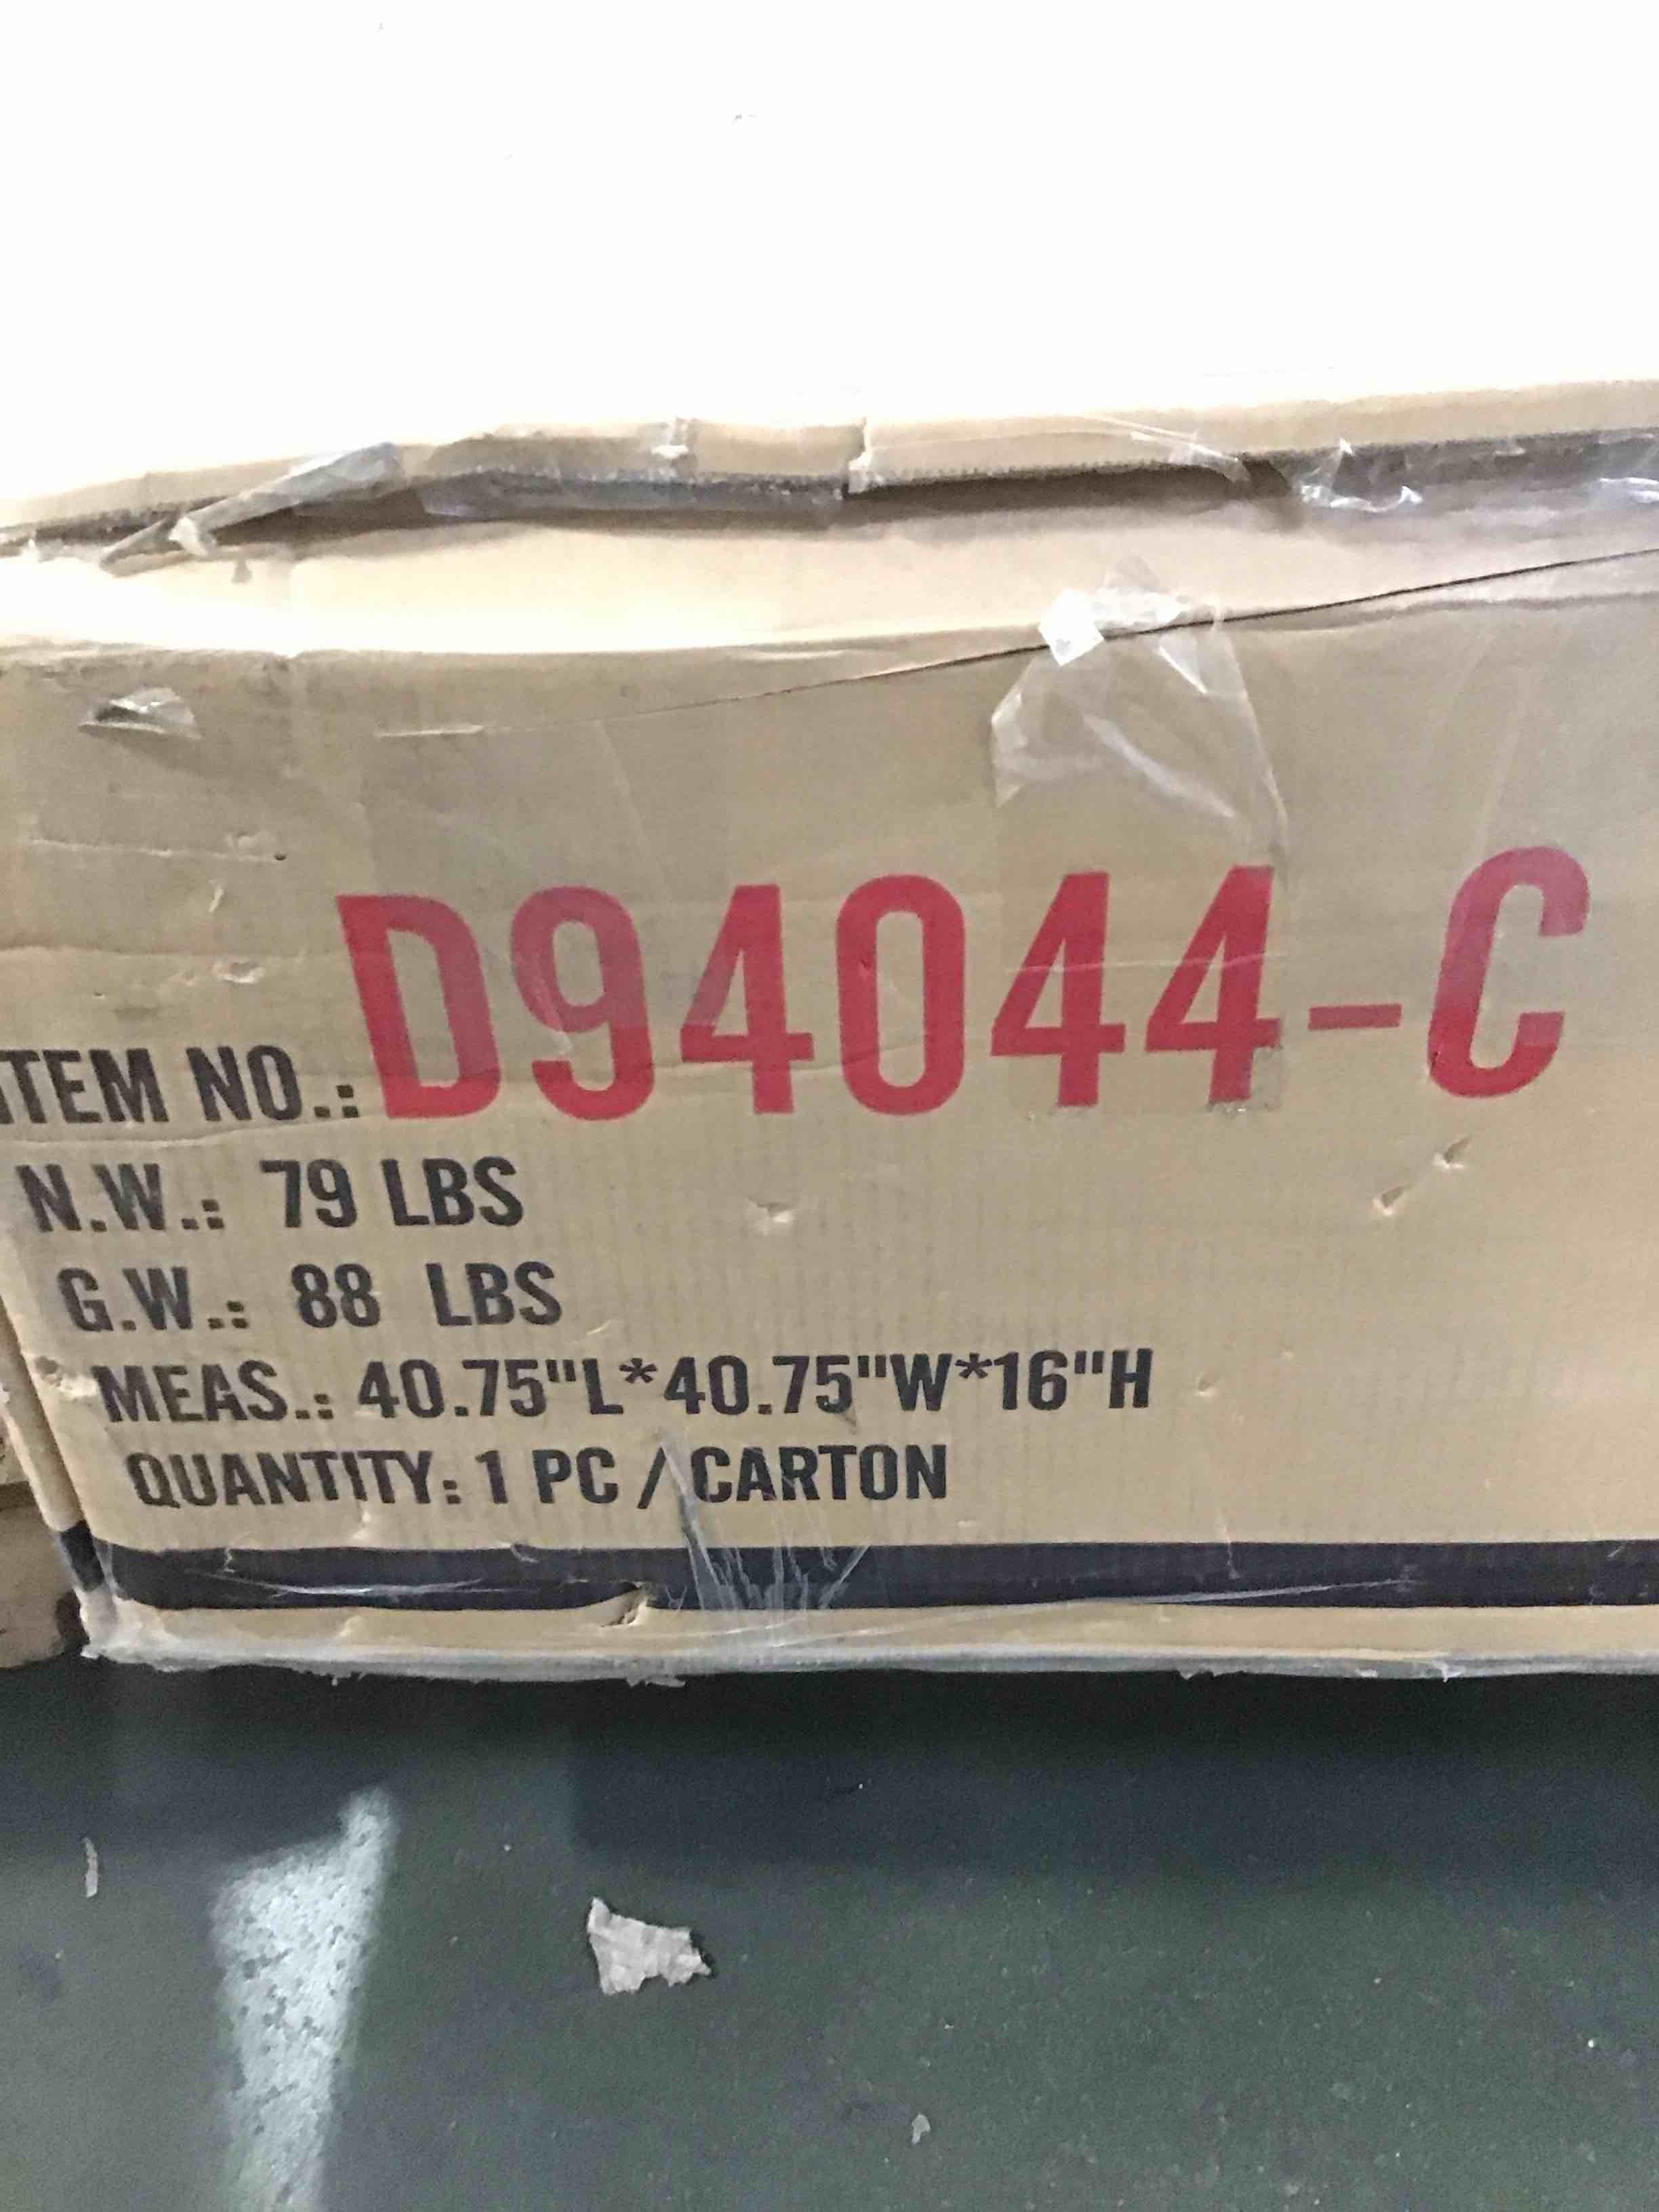 ITEM NO.: D94044-C
N.W.: 79 LBS
G.W.: 88 LBS
MEAS.: 40.75"L*40.75"W*16"H
QUANTITY: 1 PC / CARTON